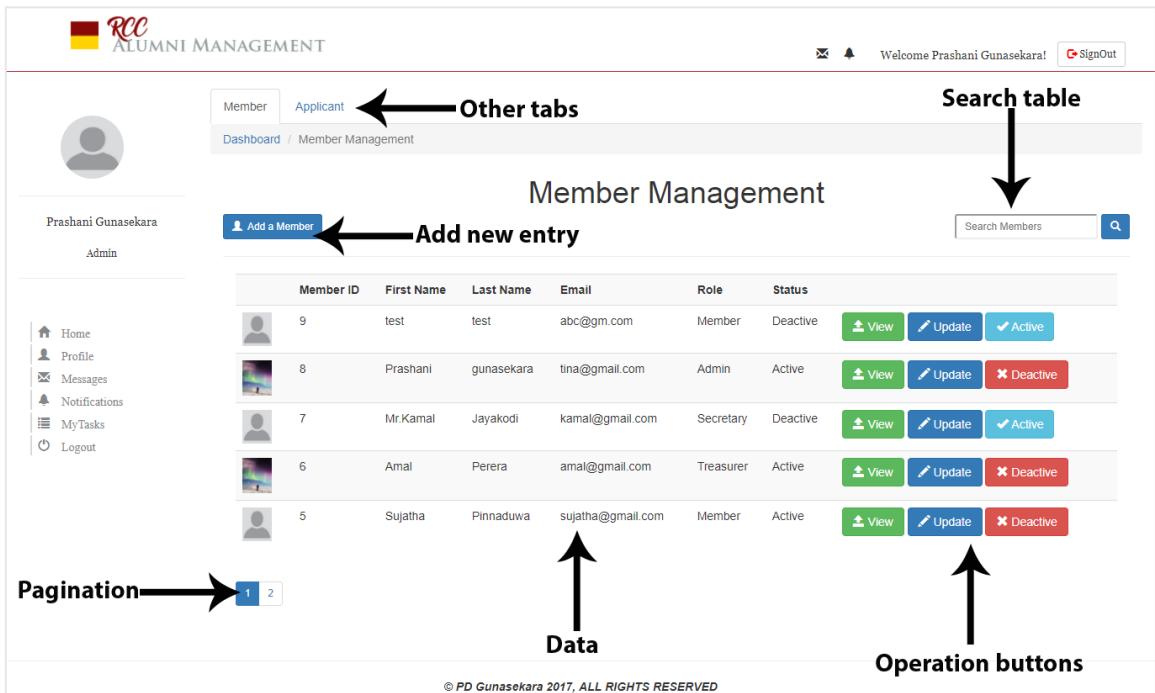 RCC
ALUMNI MANAGEMENT
Welcome Prashani Gunasekara! SignOut
Member Applicant Other tabs Search table
Dashboard / Member Management
Member Management
Prashani Gunasekara
Admin
Add a Member Add new entry Search Members
Member ID First Name Last Name Email Role Status
9 test test abc@gm.com Member Deactive View Update Active
8 Prashani gunasekara tina@gmail.com Admin Active View Update Deactive
7 Mr.Kamal Jayakodi kamal@gmail.com Secretary Deactive View Update Active
6 Amal Perera amal@gmail.com Treasurer Active View Update Deactive
5 Sujatha Pinnaduwa sujatha@gmail.com Member Active View Update Deactive
Home
Profile
Messages
Notifications
MyTasks
Logout
Pagination 1 2
Data
Operation buttons
© PD Gunasekara 2017, ALL RIGHTS RESERVED